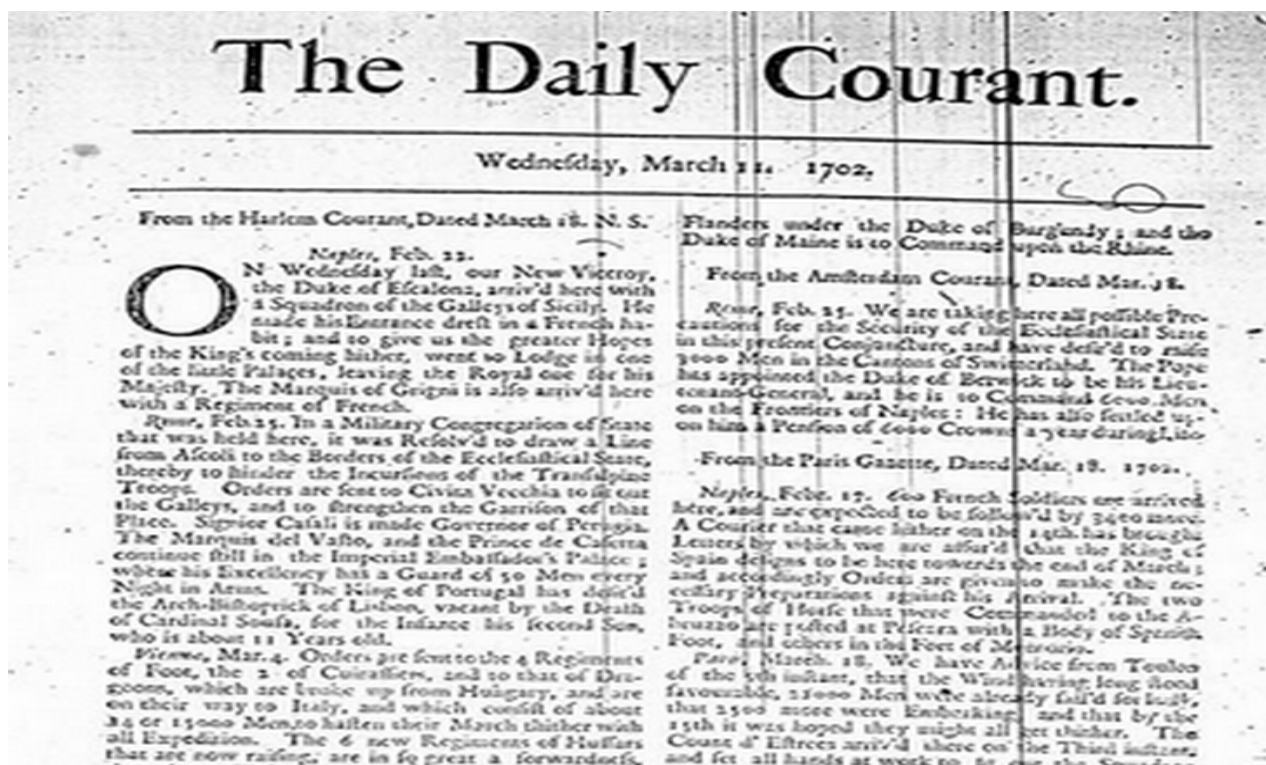 The Daily Courant.
Wednesday, March 11. 1702.
From the Harlem Courant, Dated March 18. N. S.
Naples, Feb. 22.
ON Wednesday last, our New Viceroy,
the Duke of Escalona, arriv'd here with
a Squadron of the Galleys of Sicily. He
made his Entrance drest in a French ha-
bit; and to give us the greater Hopes
of the King's coming hither, went to Lodge in one
of the little Palaces, leaving the Royal one for his
Majesty. The Marquis of Grigni is also arriv'd here
with a Regiment of French.
Rome, Feb. 25. In a Military Congregation of State
that was held here, it was Resolv'd to draw a Line
from Ascoli to the Borders of the Ecclesiastical State,
thereby to hinder the Incursions of the Transalpine
Troops. Orders are sent to Civita Vecchia to fit out
the Galleys, and to strengthen the Garrison of that
Place. Signior Casali is made Governor of Perugia.
The Marquis del Vasto, and the Prince de Caserta
continue still in the Imperial Embassador's Palace;
where his Excellency has a Guard of 50 Men every
Night in Arms. The King of Portugal has desir'd
the Arch-Bishoprick of Lisbon, vacant by the Death
of Cardinal Sousa, for the Infante his second Son,
who is about 11 Years old.
Vienna, Mar. 4. Orders are sent to the 4 Regiments
of Foot, the 2 of Cuirassiers, and to that of Dra-
goons, which are broke up from Hungary, and are
on their way to Italy, and which consist of about
14 or 15000 Men, to hasten their March thither with
all Expedition. The 6 new Regiments of Hussars
that are now raising, are in so great a forwardness,
Flanders under the Duke of Burgundy; and the
Duke of Maine is to Command upon the Rhine.
From the Amsterdam Courant, Dated Mar. 18.
Rome, Feb. 25. We are taking here all possible Pre-
cautions for the Security of the Ecclesiastical State
in this present Conjuncture, and have desir'd to raise
3000 Men in the Cantons of Switzerland. The Pope
has appointed the Duke of Berwick to be his Lieu-
tenant-General, and he is to Command 6000 Men
on the Frontiers of Naples: He has also settled up-
on him a Pension of 6000 Crowns a year during Life
From the Paris Gazette, Dated Mar. 18. 1702.
Naples, Febr. 17. 600 French Soldiers are arrived
here, and are expected to be follow'd by 3400 more.
A Courier that came hither on the 14th. has brought
Letters by which we are assur'd that the King of
Spain designs to be here towards the end of March;
and accordingly Orders are given to make the ne-
cessary Preparations against his Arrival. The two
Troops of Horse that were Commanded to the A-
bruzzo are posted at Pescara with a Body of Spanish
Foot, and others in the Fort of Montorio.
Paris, March. 18. We have Advice from Toulon
of the 5th instant, that the Wind having long stood
favourable, 22000 Men were already sail'd for Italy,
that 2500 more were Embarking, and that by the
15th it was hoped they might all get thither. The
Count d' Estrees arriv'd there on the Third instant,
and set all hands at work to fit out the Squadron